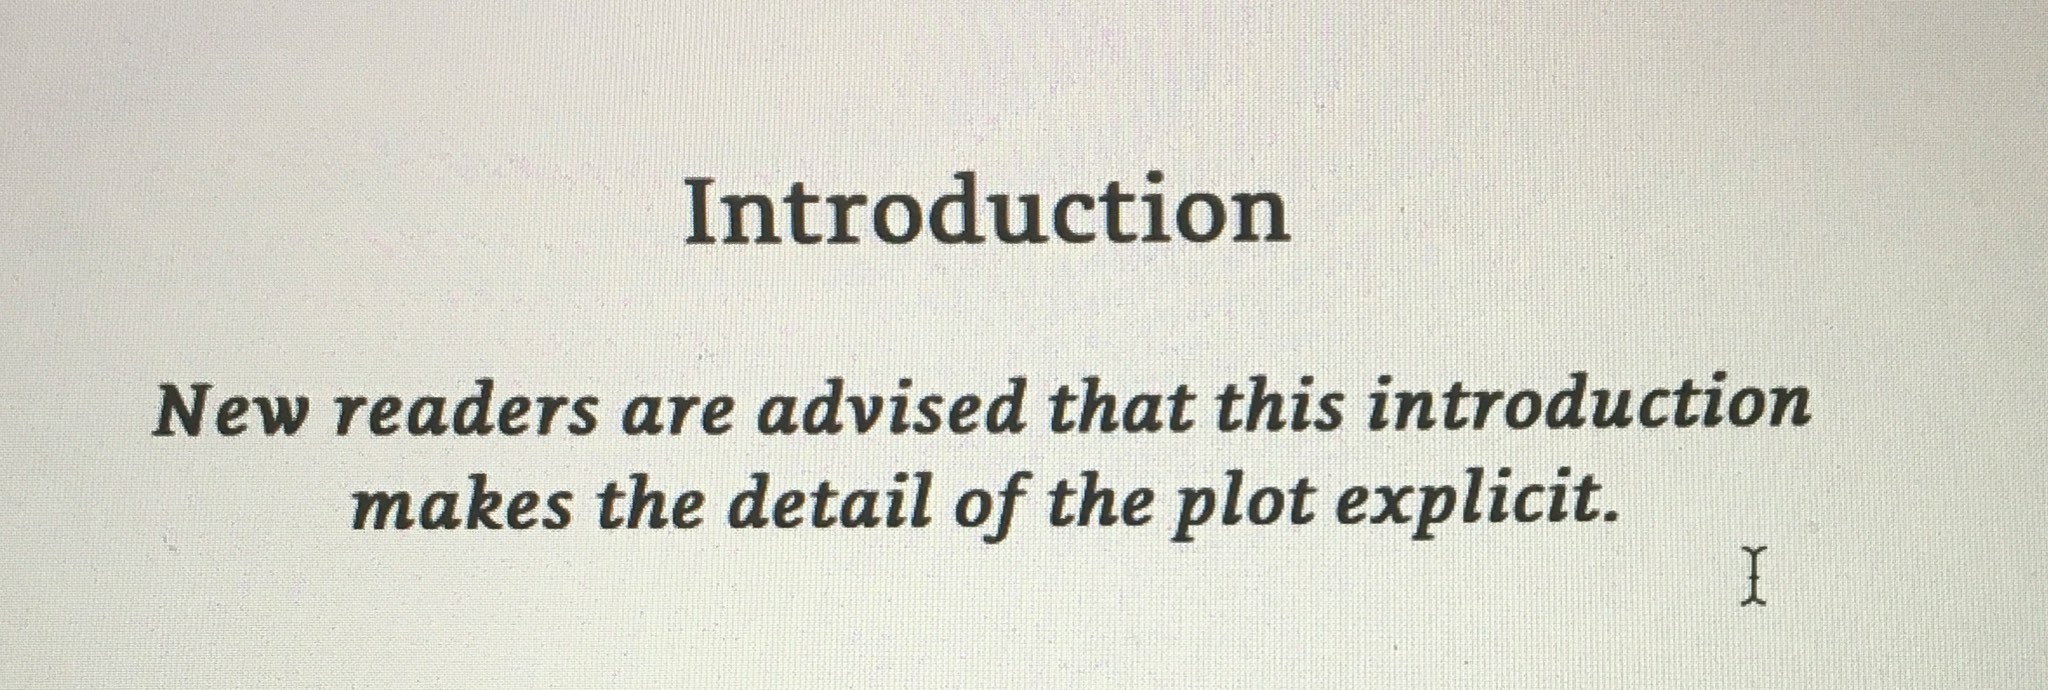 Introduction
New readers are advised that this introduction
makes the detail of the plot explicit.